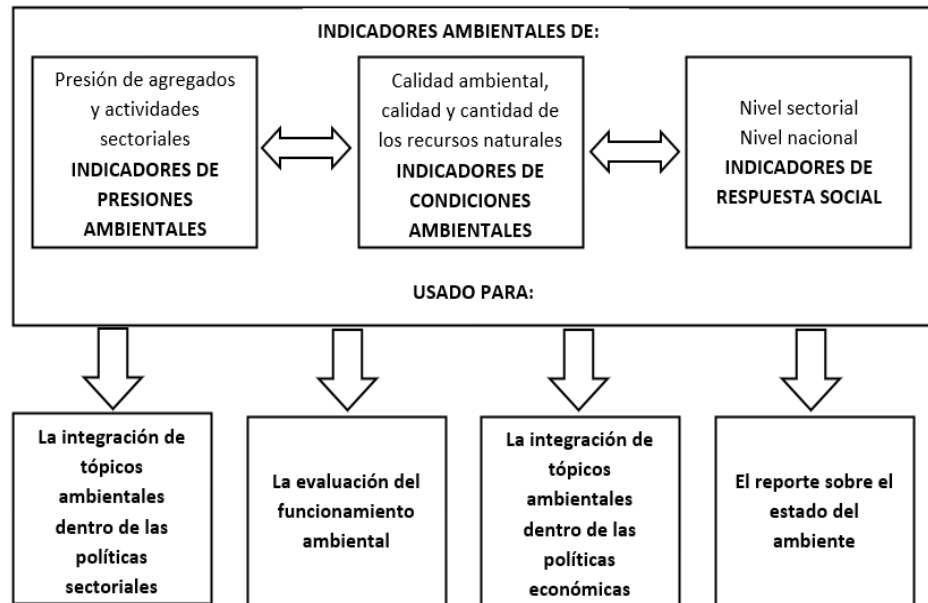 INDICADORES AMBIENTALES DE:
Presión de agregados
y actividades
sectoriales
INDICADORES DE
PRESIONES
AMBIENTALES
Calidad ambiental,
calidad y cantidad de
los recursos naturales
INDICADORES DE
CONDICIONES
AMBIENTALES
Nivel sectorial
Nivel nacional
INDICADORES DE
RESPUESTA SOCIAL
USADO PARA:
La integración de
tópicos
ambientales
dentro de las
políticas
sectoriales
La evaluación del
funcionamiento
ambiental
La integración de
tópicos
ambientales
dentro de las
políticas
económicas
El reporte sobre el
estado del
ambiente